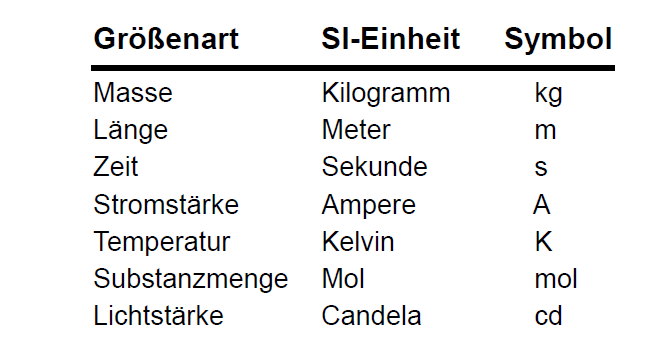 Größenart SI-Einheit Symbol
Masse Kilogramm kg
Länge Meter m
Zeit Sekunde s
Stromstärke Ampere A
Temperatur Kelvin K
Substanzmenge Mol mol
Lichtstärke Candela cd